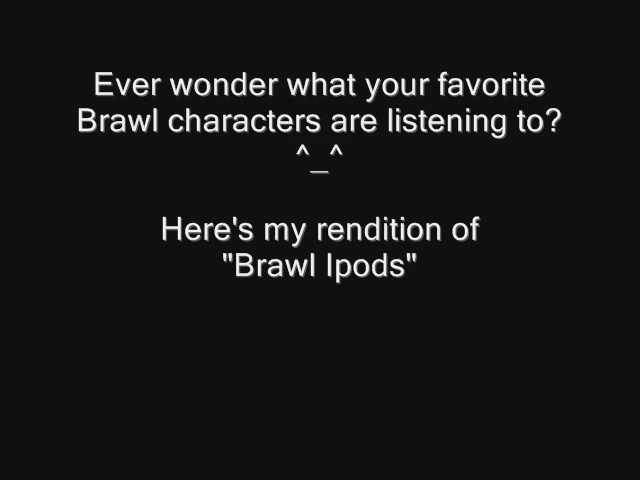 Ever wonder what your favorite
Brawl characters are listening to?
^_^
Here's my rendition of
"Brawl Ipods"